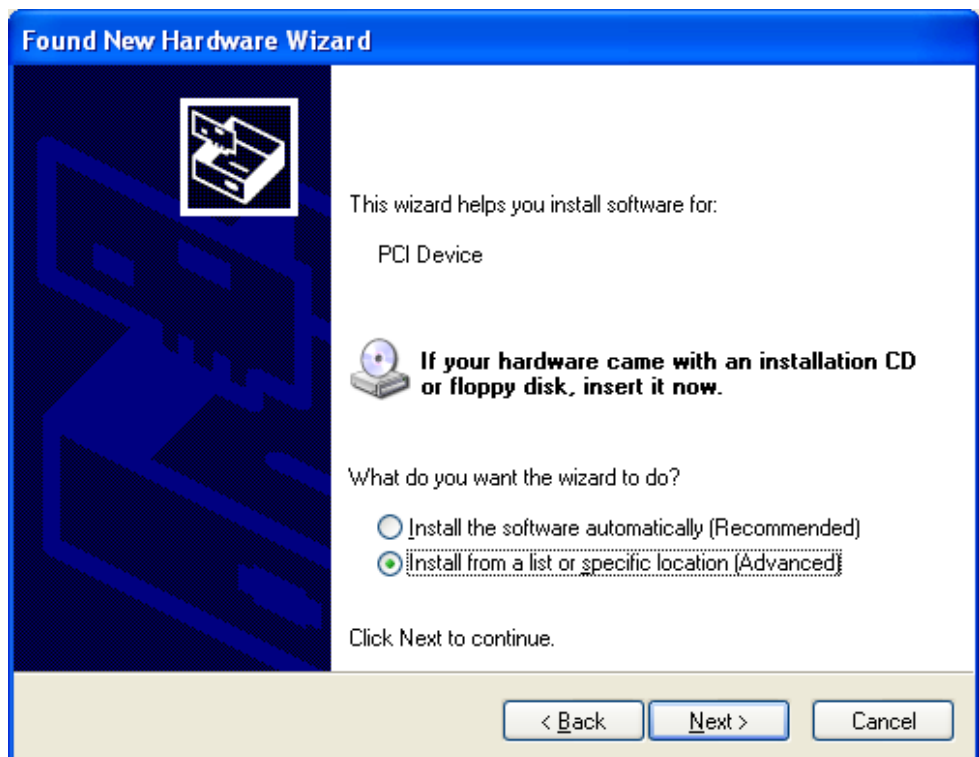 Found New Hardware Wizard
This wizard helps you install software for:
PCI Device
If your hardware came with an installation CD
or floppy disk, insert it now.
What do you want the wizard to do?
Install the software automatically (Recommended)
Install from a list or specific location (Advanced)
Click Next to continue.
< Back Next > Cancel